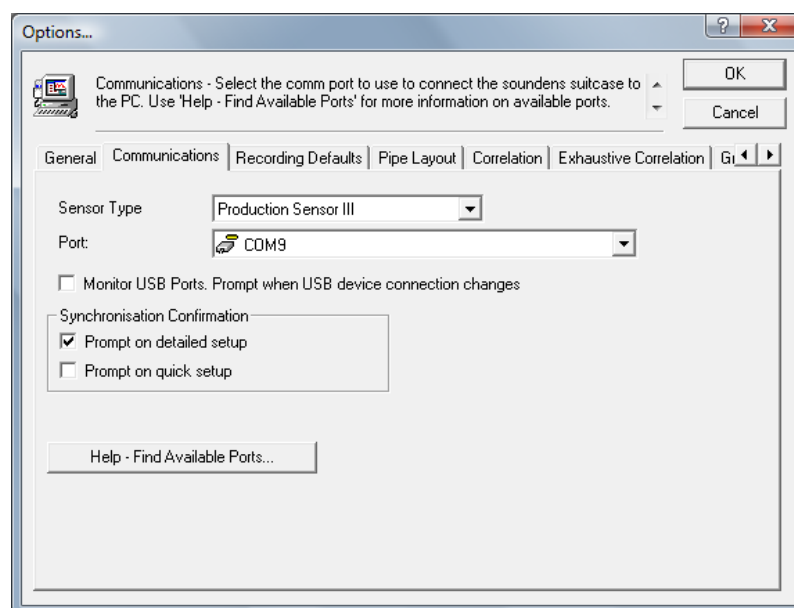 Options...
Communications - Select the comm port to use to connect the soundens suitcase to
the PC. Use 'Help - Find Available Ports' for more information on available ports.
OK
Cancel
General Communications Recording Defaults Pipe Layout Correlation Exhaustive Correlation
Sensor Type Production Sensor III
Port: COM9
Monitor USB Ports. Prompt when USB device connection changes
Synchronisation Confirmation
Prompt on detailed setup
Prompt on quick setup
Help - Find Available Ports...